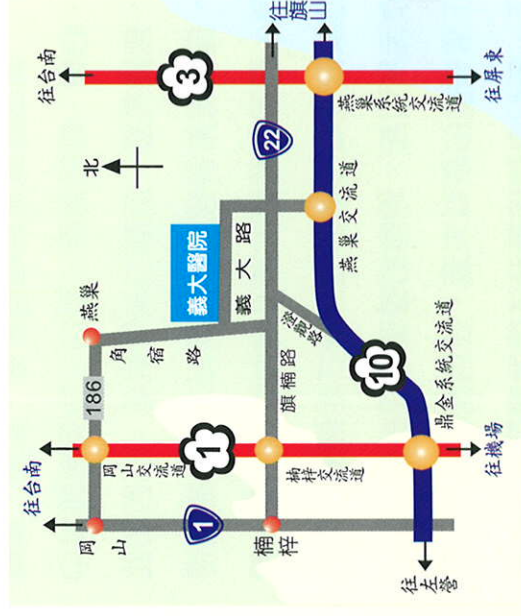 往台南
往旗山
3
北
22
燕巢系統交流道
往屏東
燕巢
義大醫院
義大路
燕巢交流道
角宿路
186
旗楠路
澄觀路
10
鼎金系統交流道
往台南
岡山交流道
1
楠梓交流道
往機場
岡山
1
楠梓
往左營